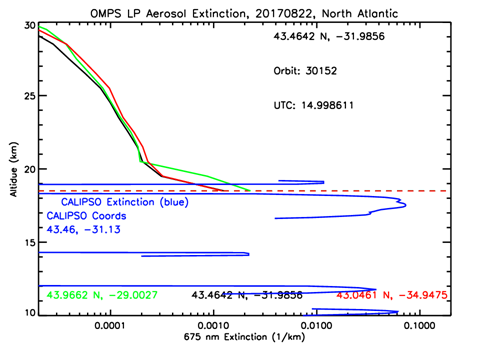 OMPS LP Aerosol Extinction, 20170822, North Atlantic
30
43.4642 N, -31.9856
Orbit: 30152
25
UTC: 14.998611
Altidue (km)
20
CALIPSO Extinction (blue)
CALIPSO Coords
43.46, -31.13
15
43.9662 N, -29.0027 43.4642 N, -31.9856 43.0461 N, -34.9475
10
0.0001 0.0010 0.0100 0.1000
675 nm Extinction (1/km)